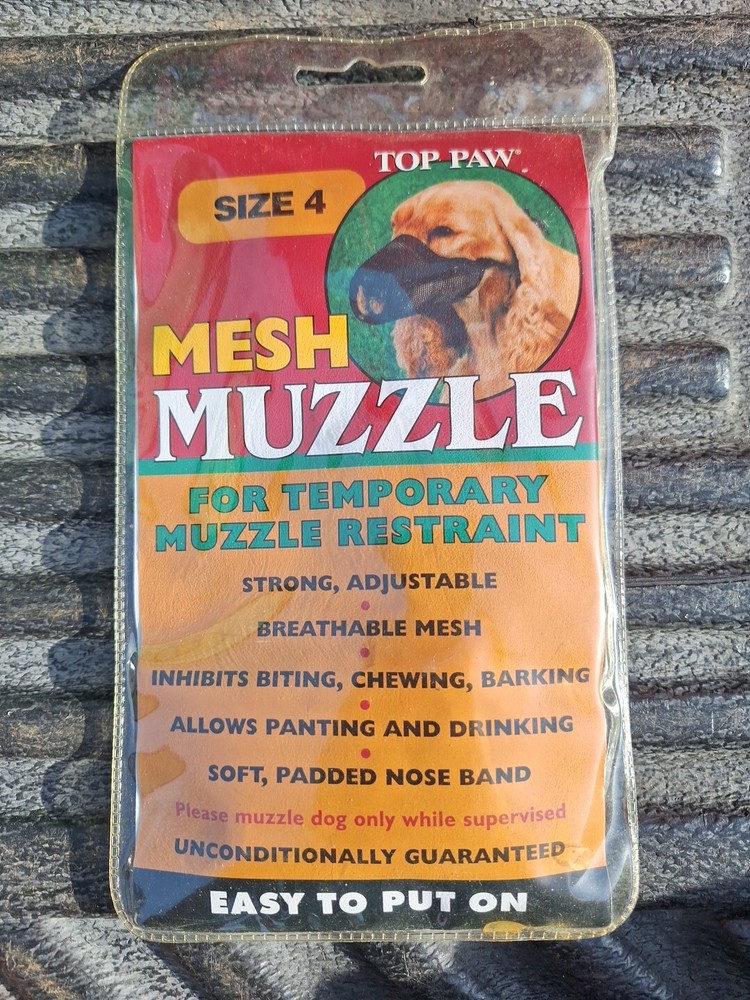 TOP PAW®
SIZE 4
MESH
MUZZLE
FOR TEMPORARY
MUZZLE RESTRAINT
STRONG, ADJUSTABLE
•
BREATHABLE MESH
•
INHIBITS BITING, CHEWING, BARKING
•
ALLOWS PANTING AND DRINKING
•
SOFT, PADDED NOSE BAND
Please muzzle dog only while supervised
UNCONDITIONALLY GUARANTEED
EASY TO PUT ON